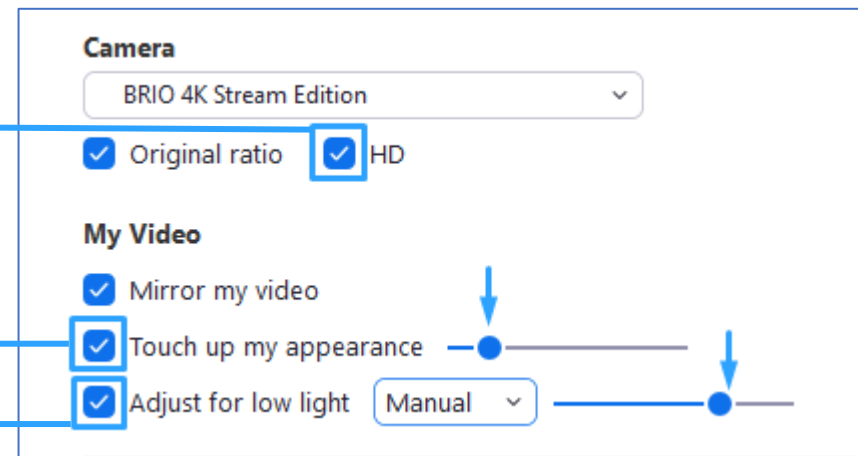 Camera
BRIO 4K Stream Edition
Original ratio HD
My Video
Mirror my video
Touch up my appearance
Adjust for low light Manual